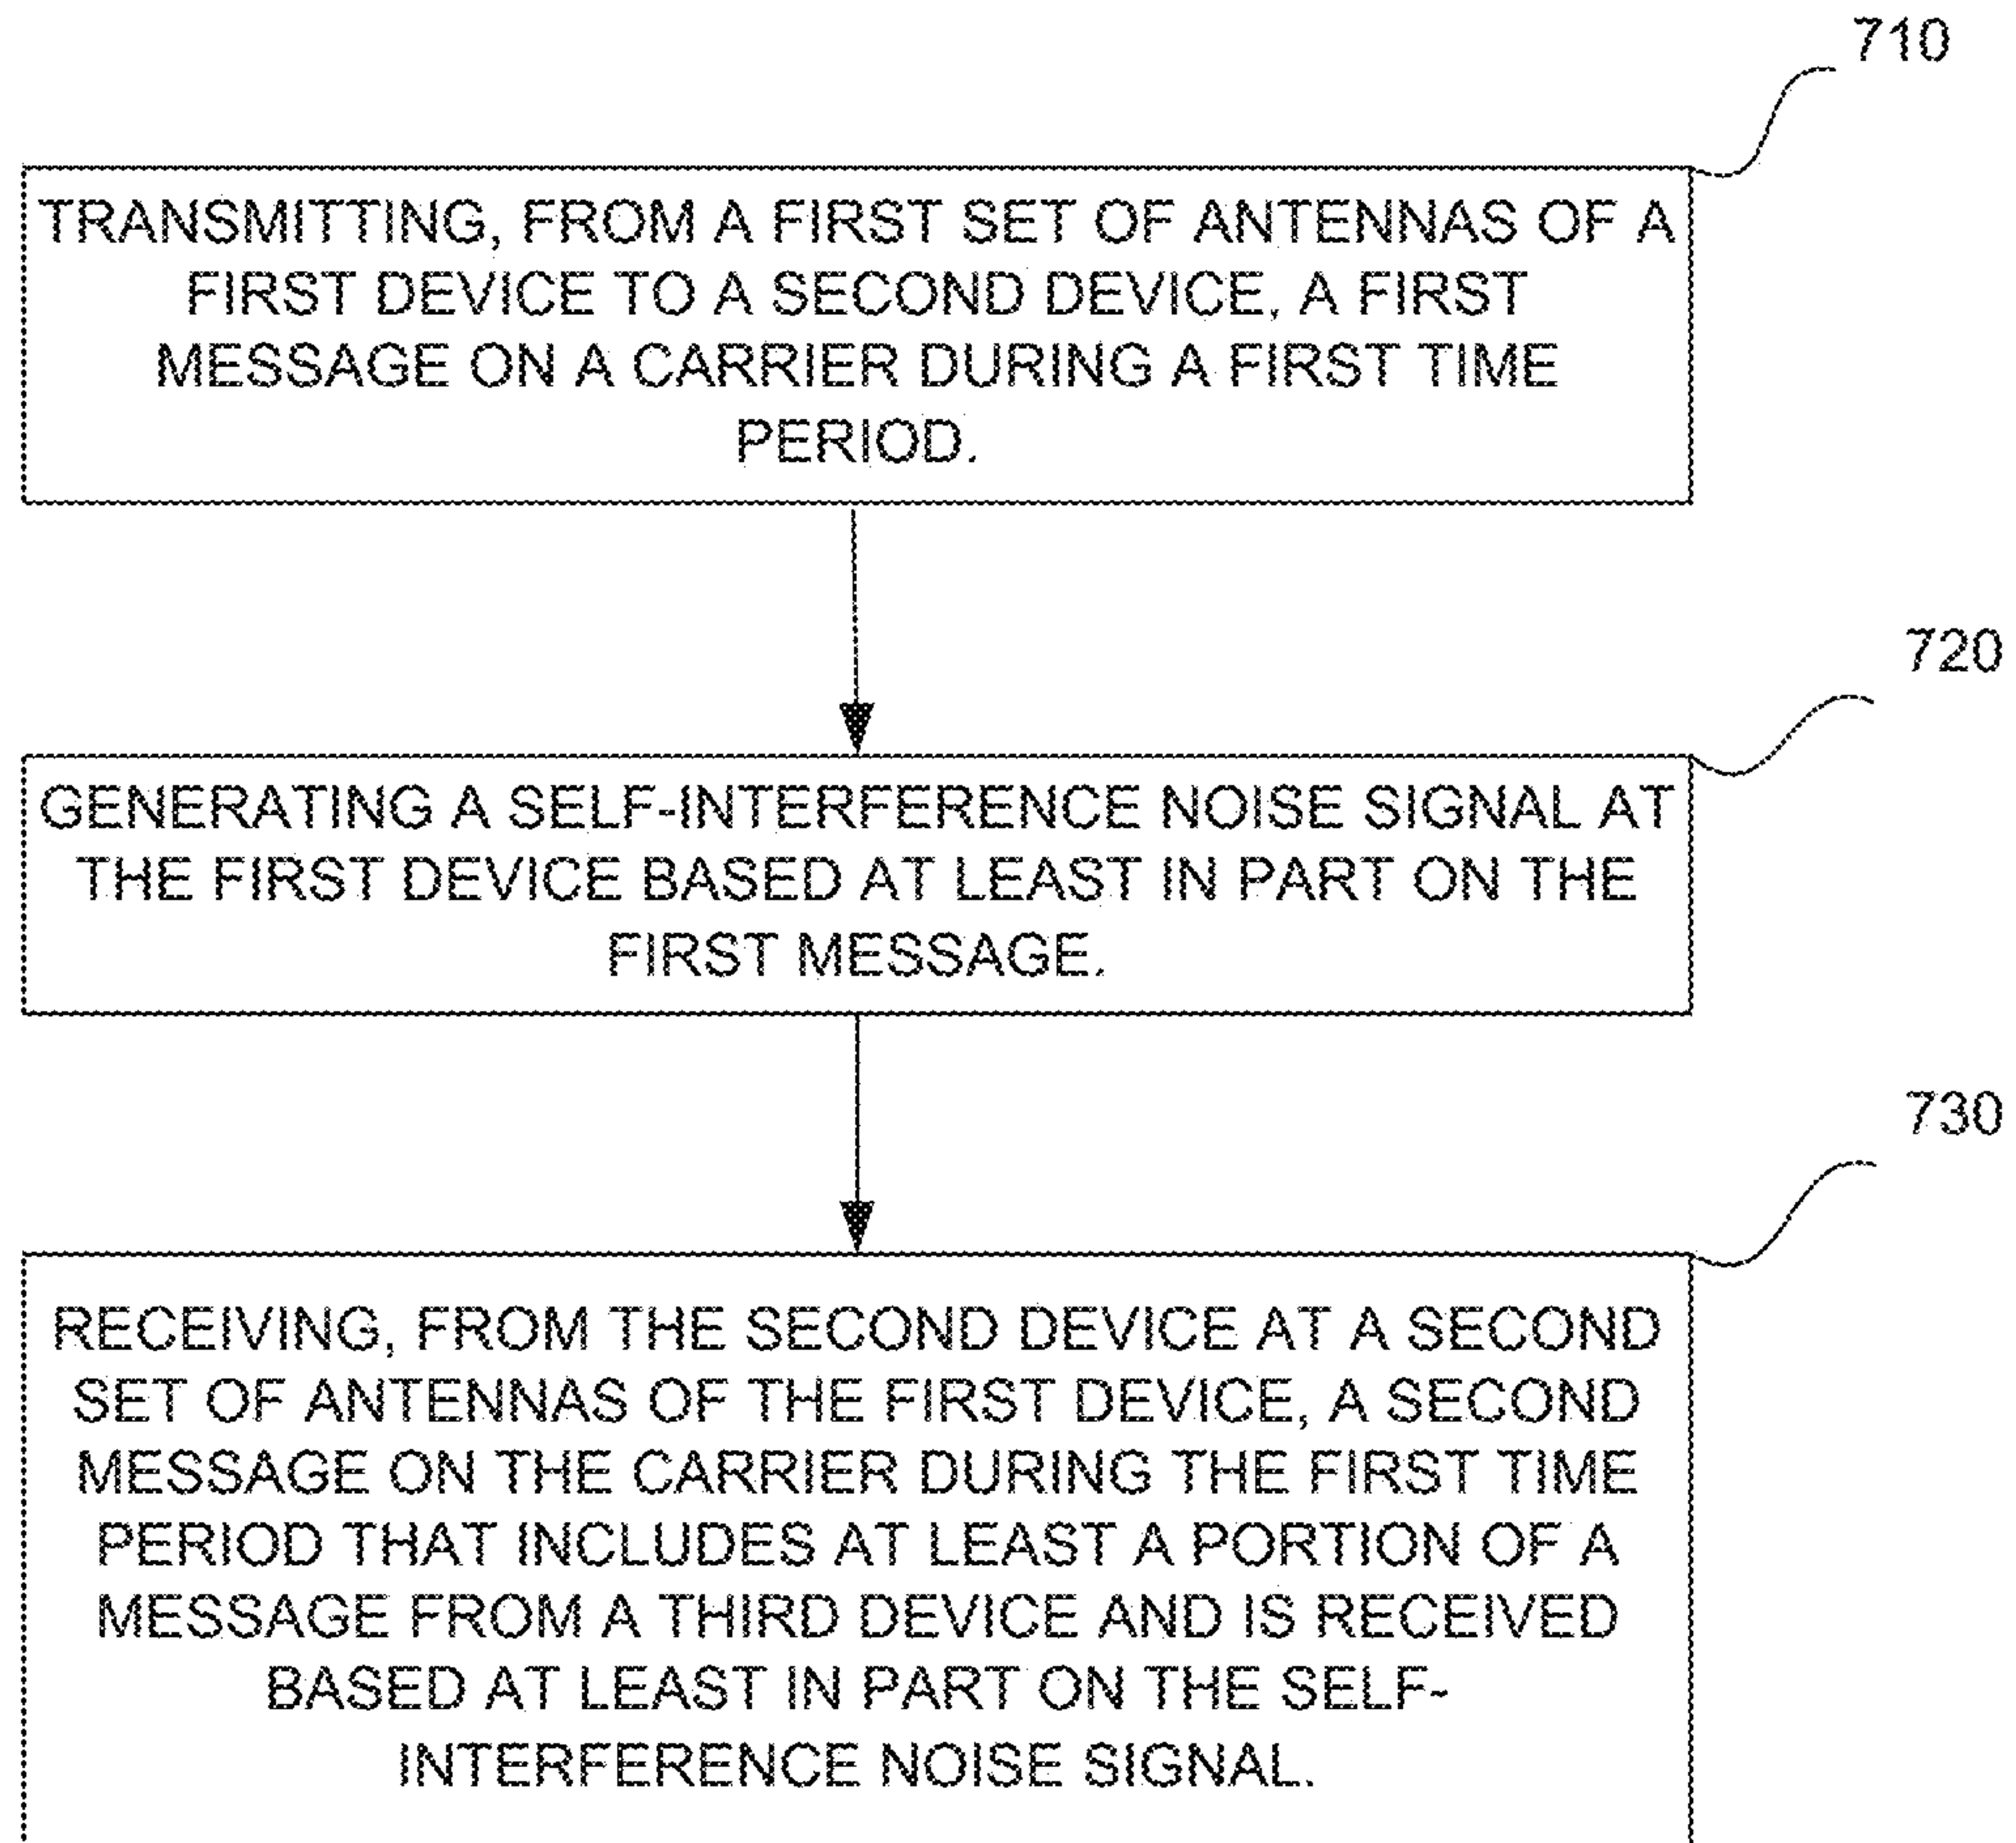 710
TRANSMITTING, FROM A FIRST SET OF ANTENNAS OF A
FIRST DEVICE TO A SECOND DEVICE, A FIRST
MESSAGE ON A CARRIER DURING A FIRST TIME
PERIOD.
720
GENERATING A SELF-INTERFERENCE NOISE SIGNAL AT
THE FIRST DEVICE BASED AT LEAST IN PART ON THE
FIRST MESSAGE.
730
RECEIVING, FROM THE SECOND DEVICE AT A SECOND
SET OF ANTENNAS OF THE FIRST DEVICE, A SECOND
MESSAGE ON THE CARRIER DURING THE FIRST TIME
PERIOD THAT INCLUDES AT LEAST A PORTION OF A
MESSAGE FROM A THIRD DEVICE AND IS RECEIVED
BASED AT LEAST IN PART ON THE SELF-
INTERFERENCE NOISE SIGNAL.